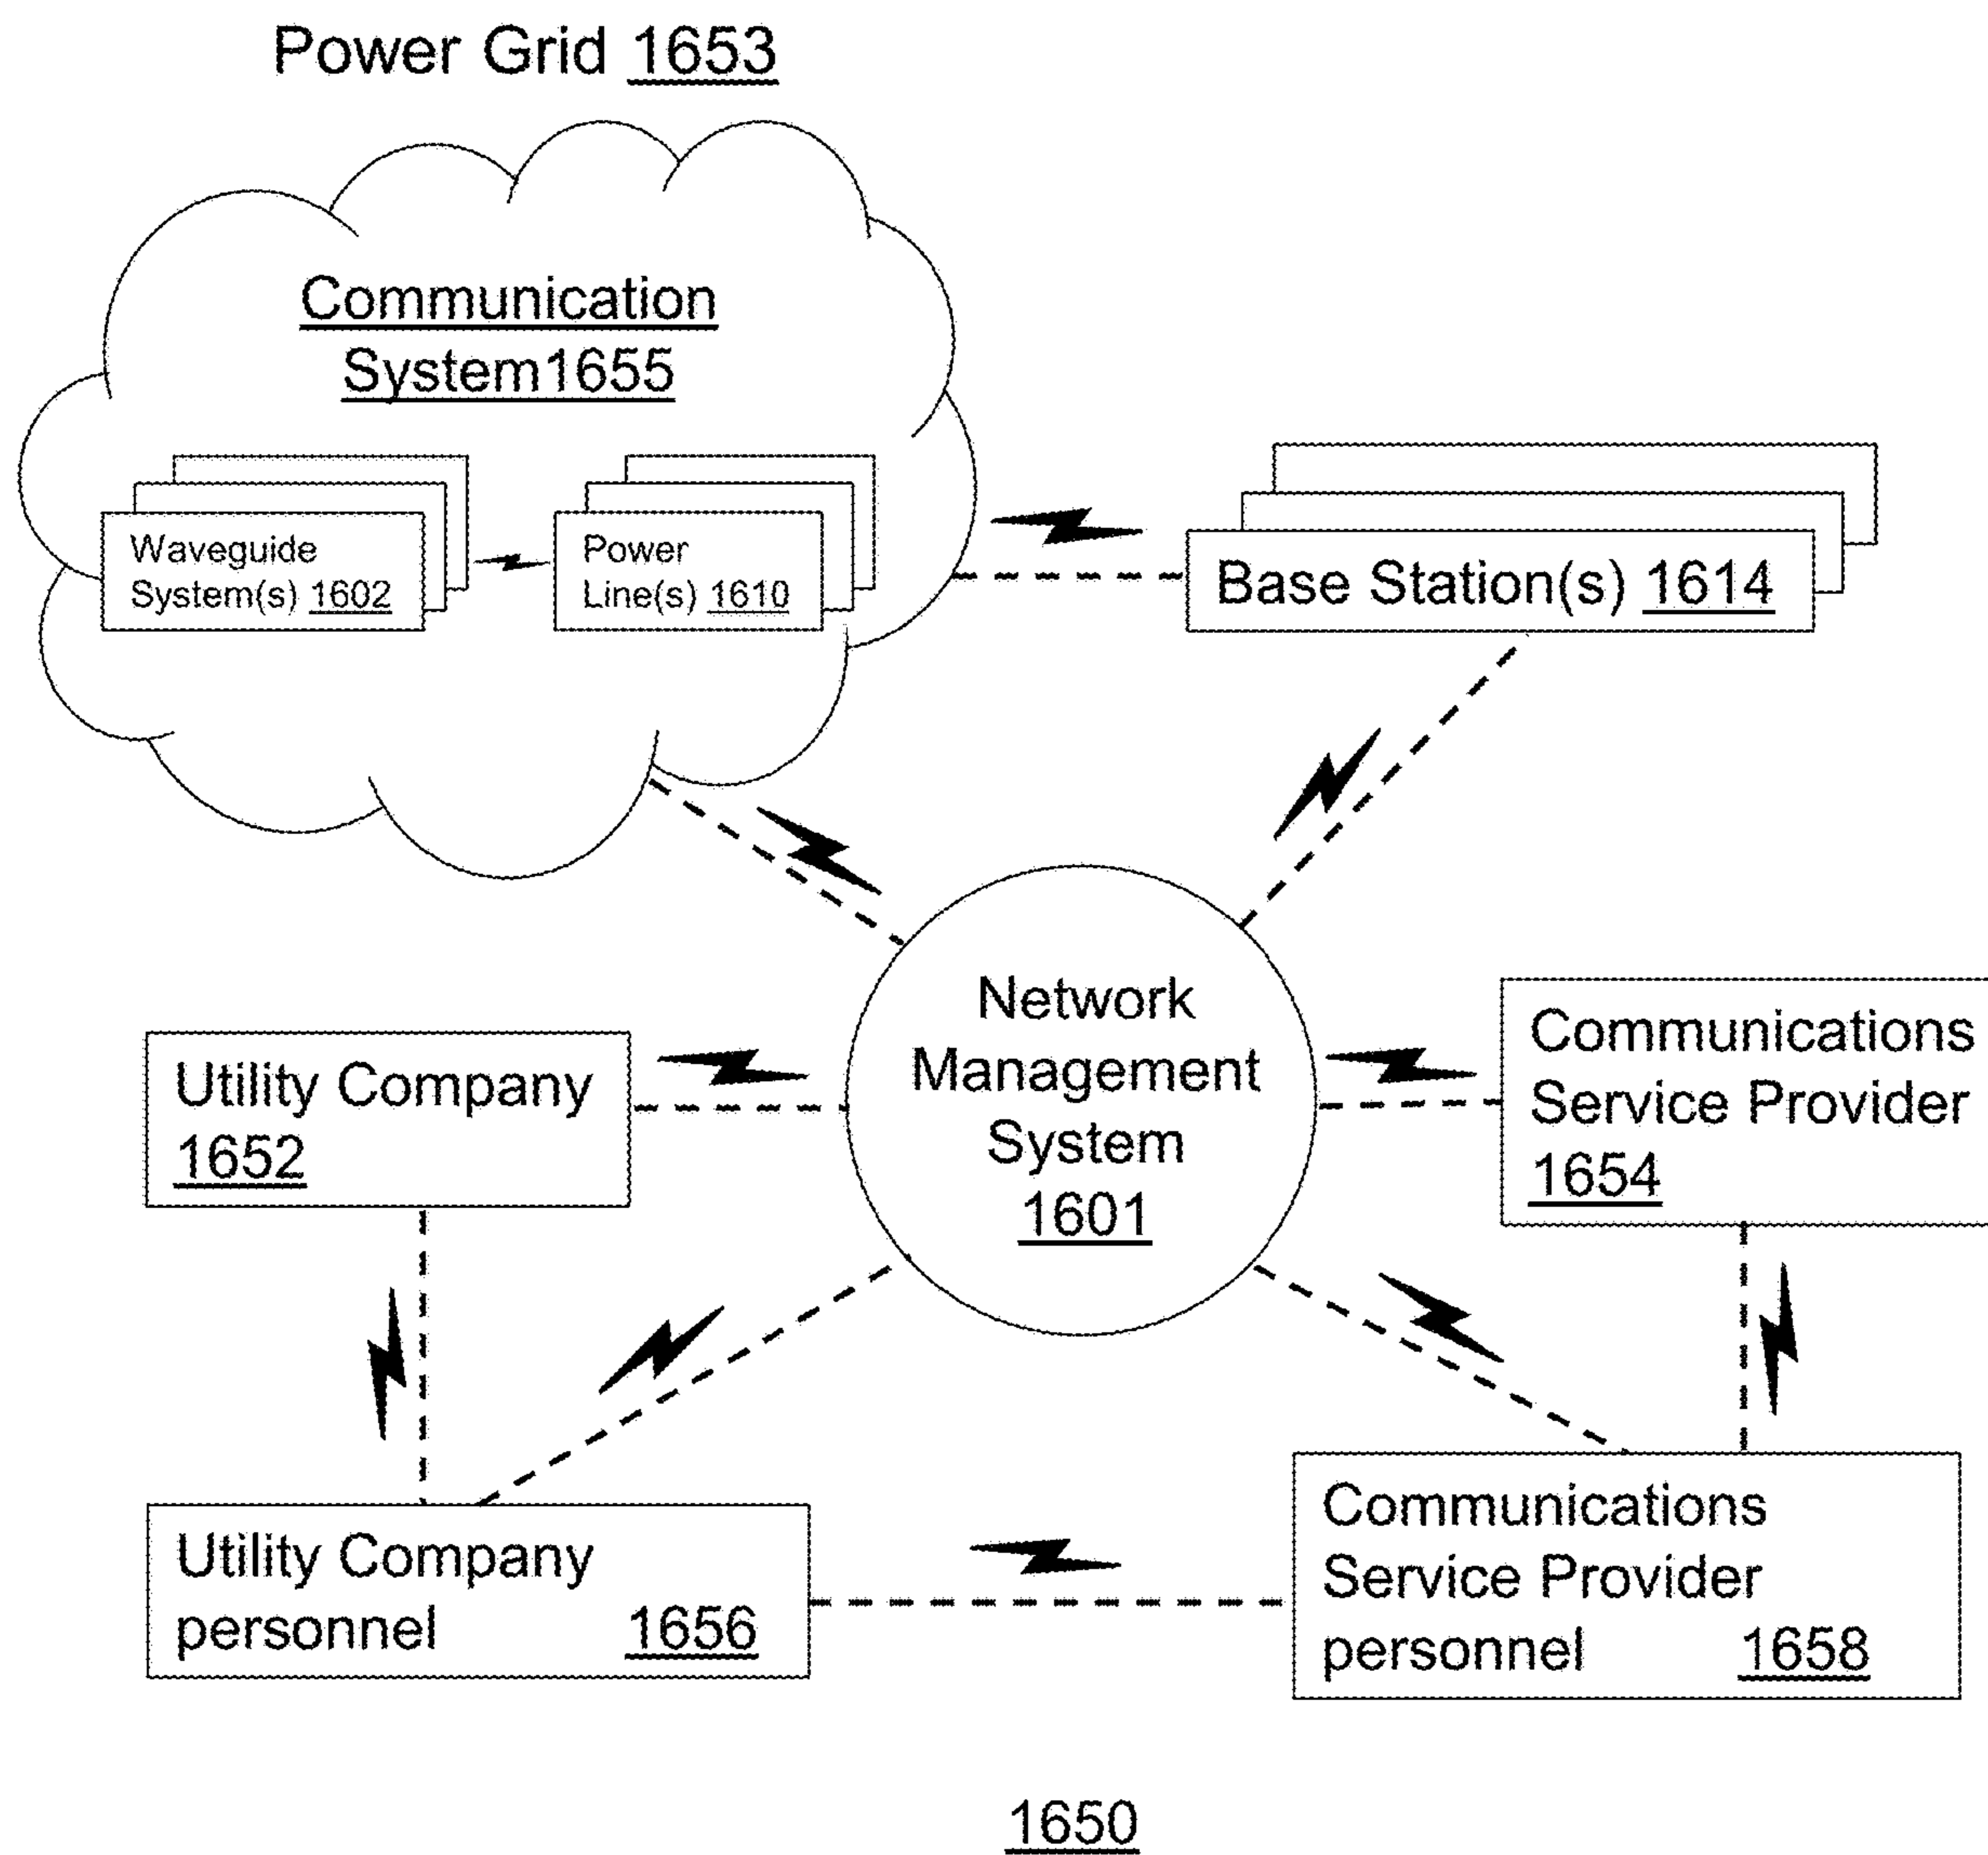 Power Grid 1653
Communication
System1655
Waveguide
System(s) 1602
Power
Line(s) 1610
Base Station(s) 1614
Network
Management
System
1601
Utility Company
1652
Communications
Service Provider
1654
Utility Company
personnel 1656
Communications
Service Provider
personnel 1658
1650